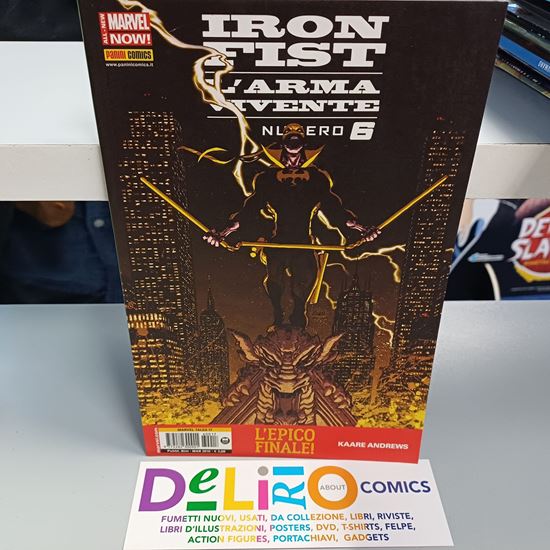 ALL-NEW
MARVEL
NOW!
PANINI COMICS
www.paninicomics.it
IRON
FIST
L'ARMA
VIVENTE
NUMERO 6
MARVEL TALES
L'EPICO
FINALE!
KAARE ANDREWS
DeLiRiO ABOUT COMICS
FUMETTI NUOVI, USATI, DA COLLEZIONE, LIBRI, RIVISTE,
LIBRI D'ILLUSTRAZIONI, POSTERS, DVD, T-SHIRTS, FELPE,
ACTION FIGURES, PORTACHIAVI, GADGETS